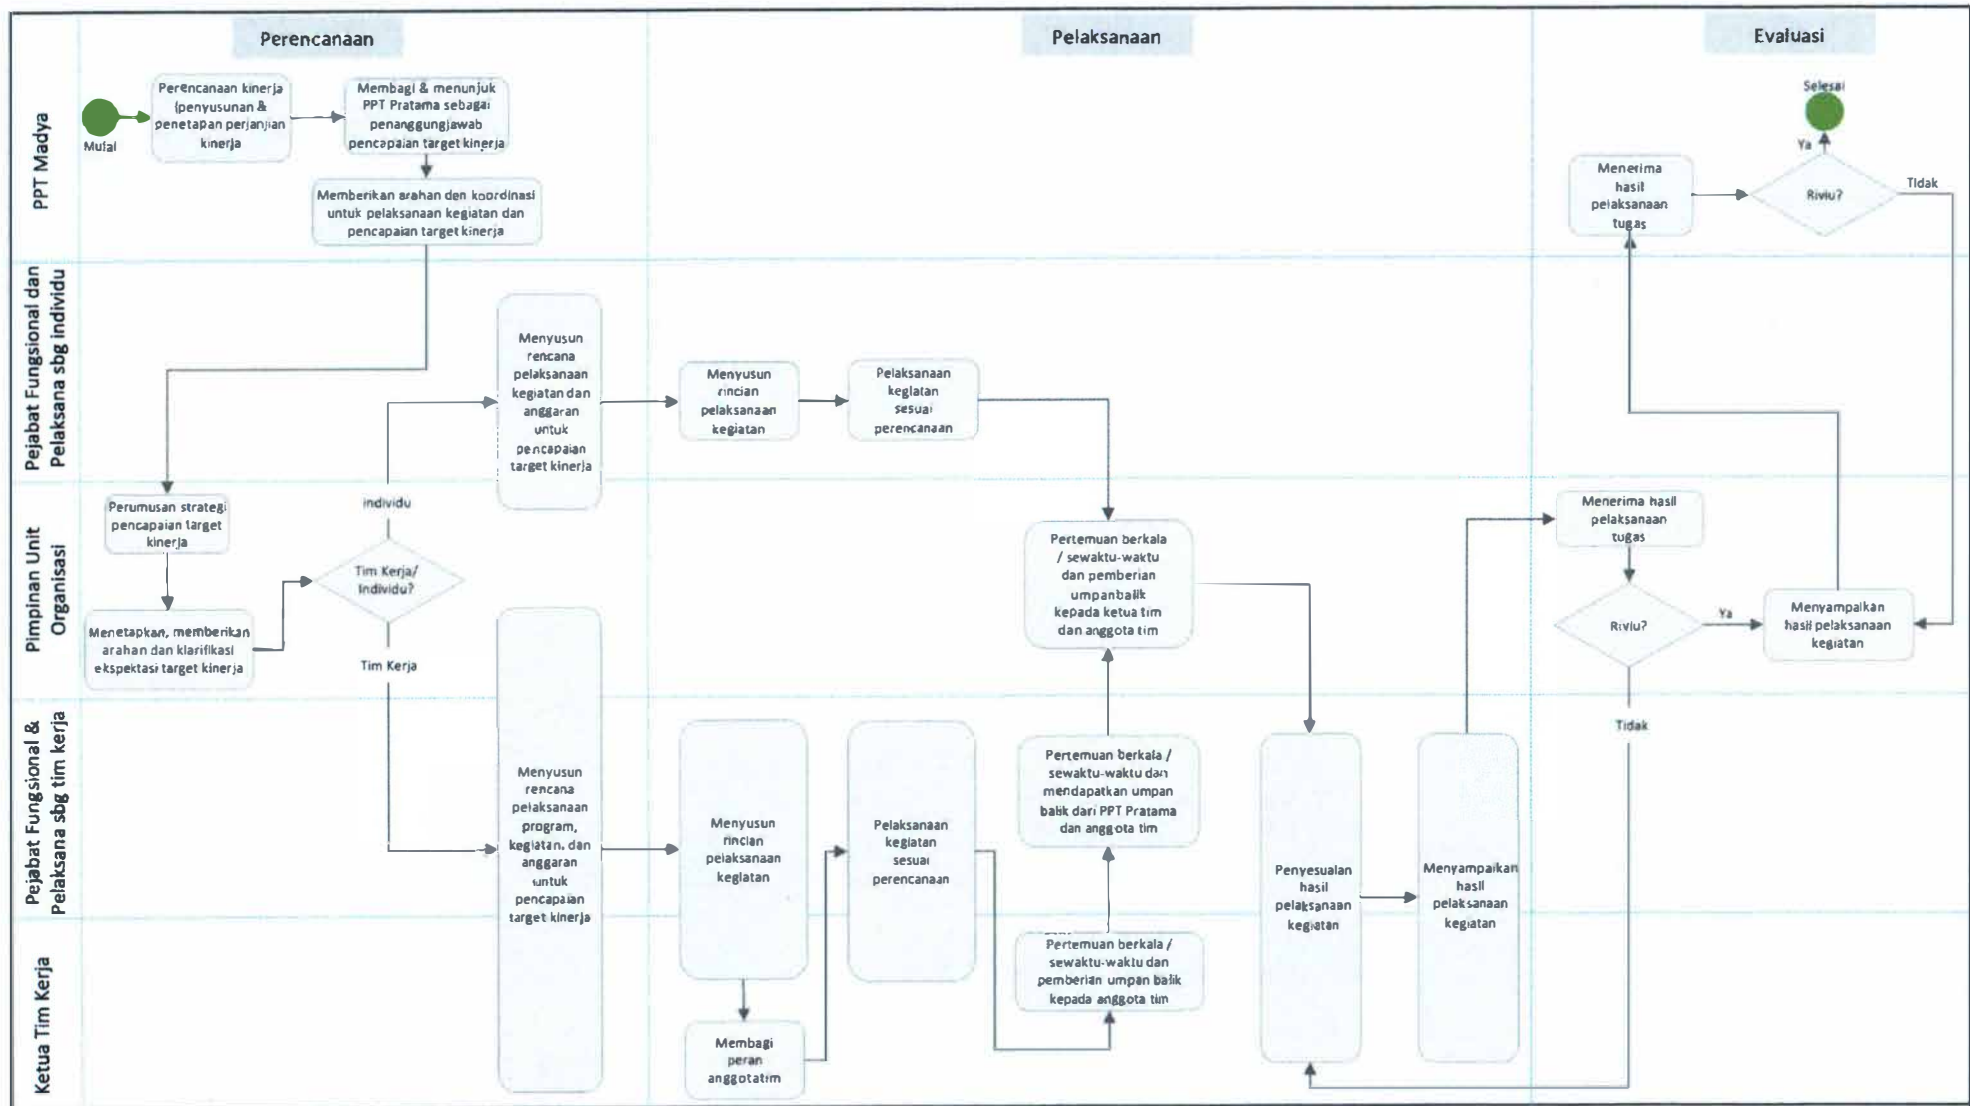 Perencanaan
Pelaksanaan
Evaluasi
PPT Madya
Mulai
Perencanaan kinerja
(penyusunan &
penetapan perjanjian
kinerja
Membagi & menunjuk
PPT Pratama sebagai
penanggungjawab
pencapaian target kinerja
Memberikan arahan den koordinasi
untuk pelaksanaan kegiatan dan
pencapaian target kinerja
Selesai
Ya
Menerima
hasil
pelaksanaan
tugas
Riviu?
Tidak
Pejabat Fungsional dan
Pelaksana sbg individu
Menyusun
rencana
pelaksanaan
kegiatan dan
anggaran
untuk
pencapaian
target kinerja
Menyusun
rincian
pelaksanaan
kegiatan
Pelaksanaan
kegiatan
sesuai
perencanaan
Pimpinan Unit
Organisasi
Perumusan strategi
pencapaian target
kinerja
Menetapkan, memberikan
arahan dan klarifikasi
ekspektasi target kinerja
individu
Tim Kerja/
Individu?
Tim Kerja
Pertemuan berkala
/ sewaktu-waktu
dan pemberian
umpanbalik
kepada ketua tim
dan anggota tim
Menerima hasil
pelaksanaan
tugas
Riviu?
Ya
Menyampaikan
hasil pelaksanaan
kegiatan
Tidak
Pejabat Fungsional &
Pelaksana sbg tim kerja
Menyusun
rencana
pelaksanaan
program,
kegiatan, dan
anggaran
untuk
pencapaian
target kinerja
Menyusun
rincian
pelaksanaan
kegiatan
Pelaksanaan
kegiatan
sesuai
perencanaan
Pertemuan berkala /
sewaktu-waktu dan
mendapatkan umpan
balik dari PPT Pratama
dan anggota tim
Penyesuaian
hasil
pelaksanaan
kegiatan
Menyampaikan
hasil
pelaksanaan
kegiatan
Ketua Tim Kerja
Membagi
peran
anggotatim
Pertemuan berkala /
sewaktu-waktu dan
pemberian umpan balik
kepada anggota tim